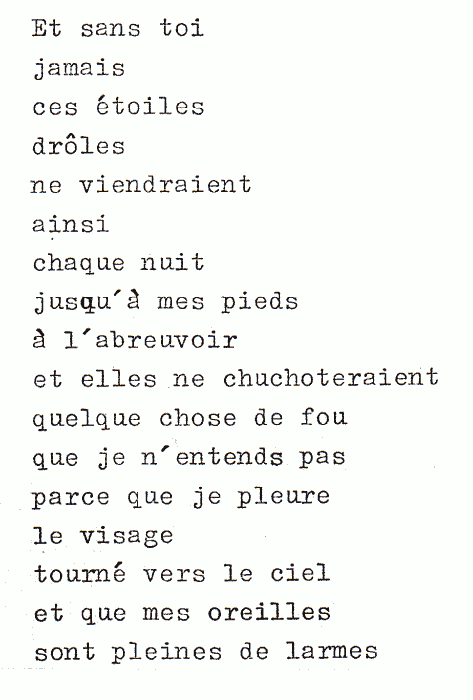 Et sans toi
jamais
ces étoiles
drôles
ne viendraient
ainsi
chaque nuit
jusqu'à mes pieds
à l'abreuvoir
et elles ne chuchoteraient
quelque chose de fou
que je n'entends pas
parce que je pleure
le visage
tourné vers le ciel
et que mes oreilles
sont pleines de larmes